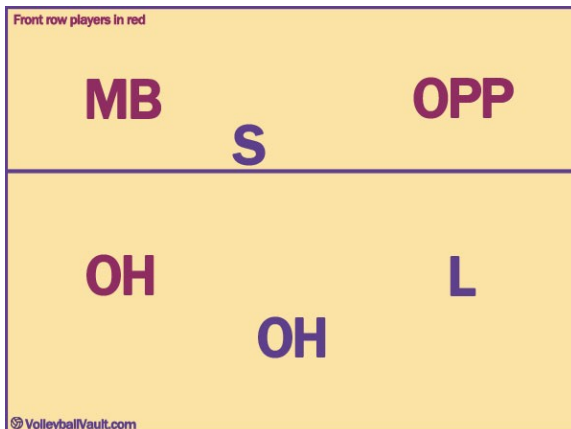 Front row players in red
MB
OPP
S
OH
L
OH
VolleyballVault.com